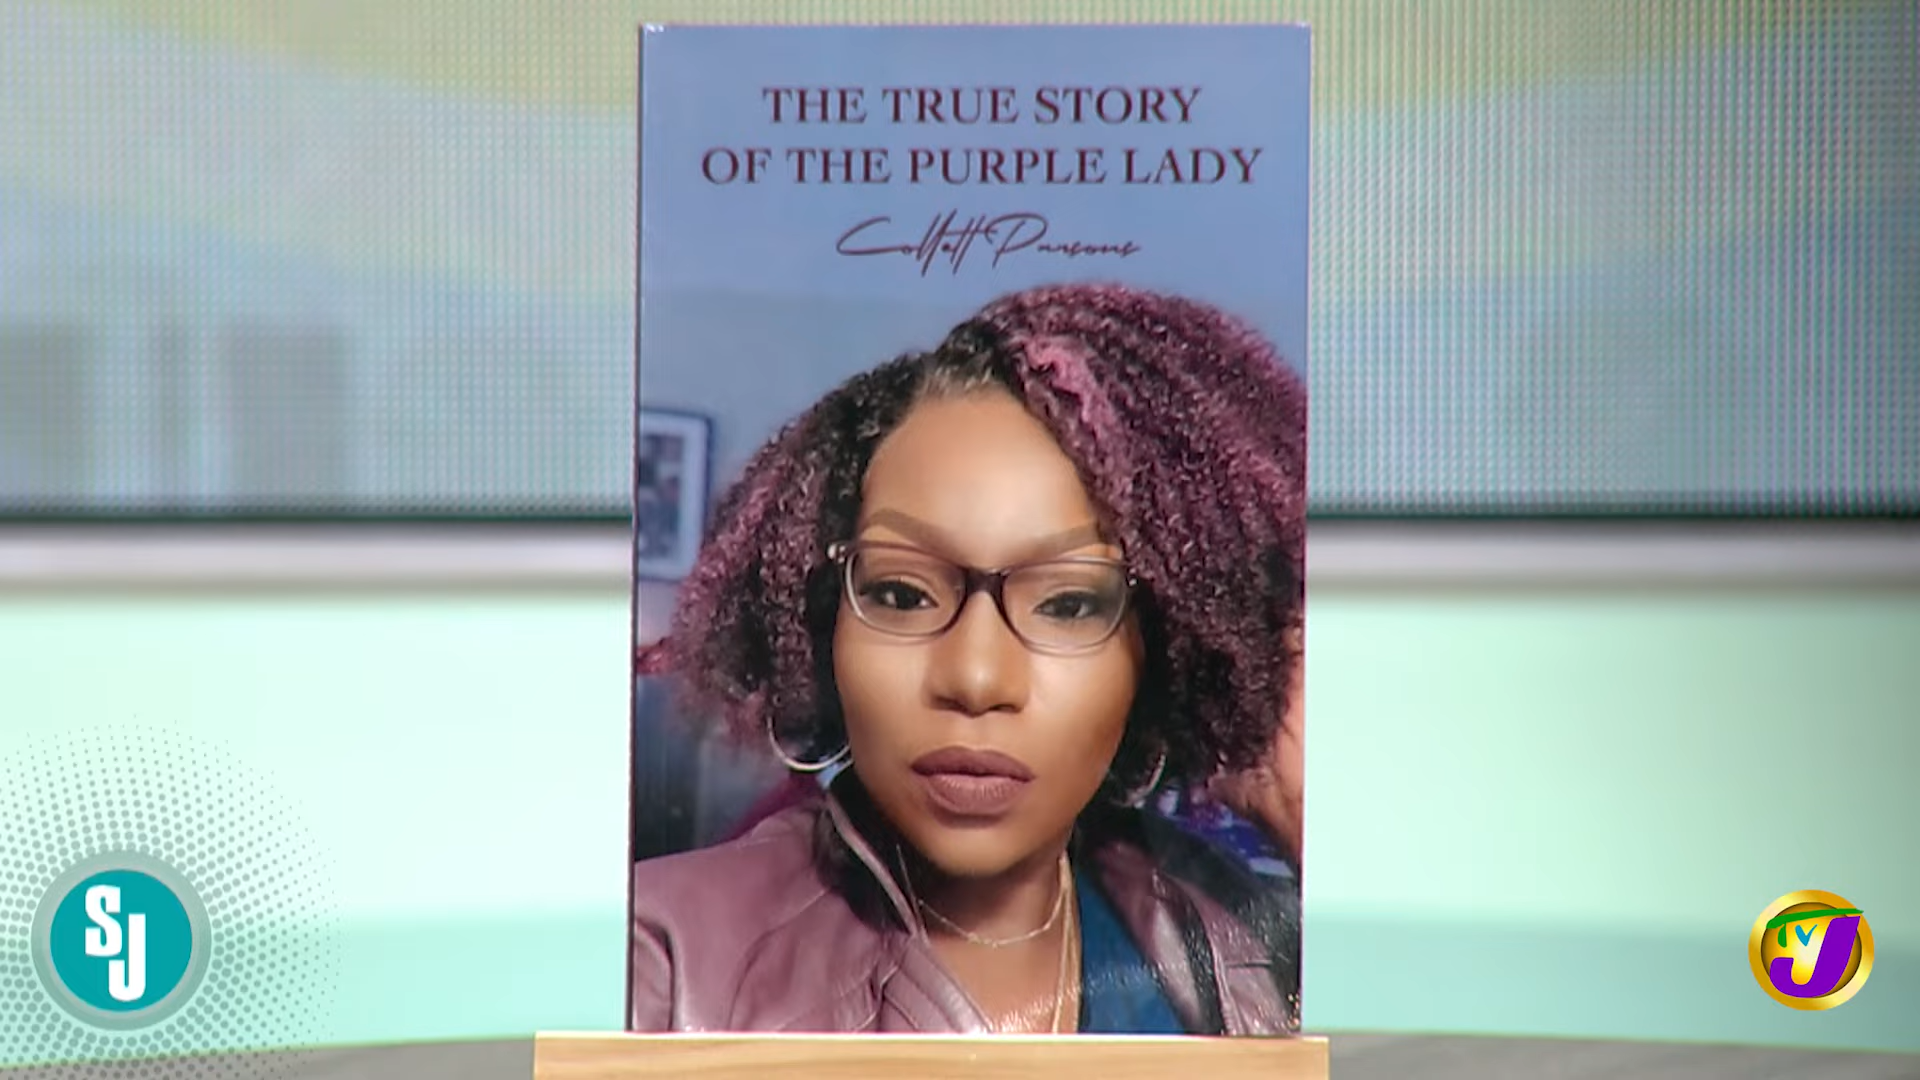 THE TRUE STORY
OF THE PURPLE LADY
Collett Parsons
SJ
TVJ